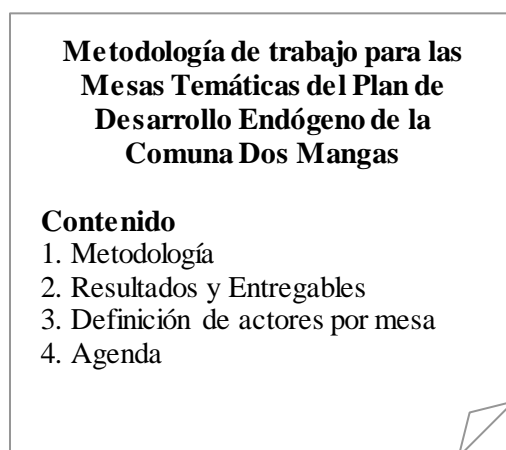 Metodología de trabajo para las
Mesas Temáticas del Plan de
Desarrollo Endógeno de la
Comuna Dos Mangas
Contenido
1. Metodología
2. Resultados y Entregables
3. Definición de actores por mesa
4. Agenda